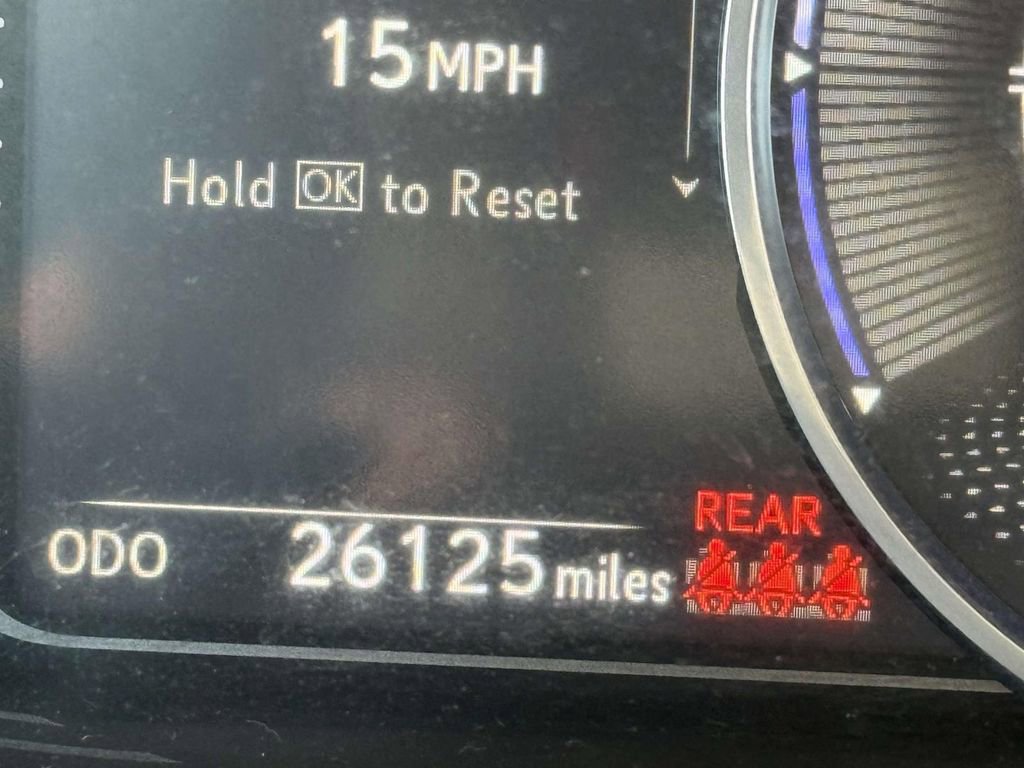 15 MPH
Hold OK to Reset
REAR
ODO 26125 miles